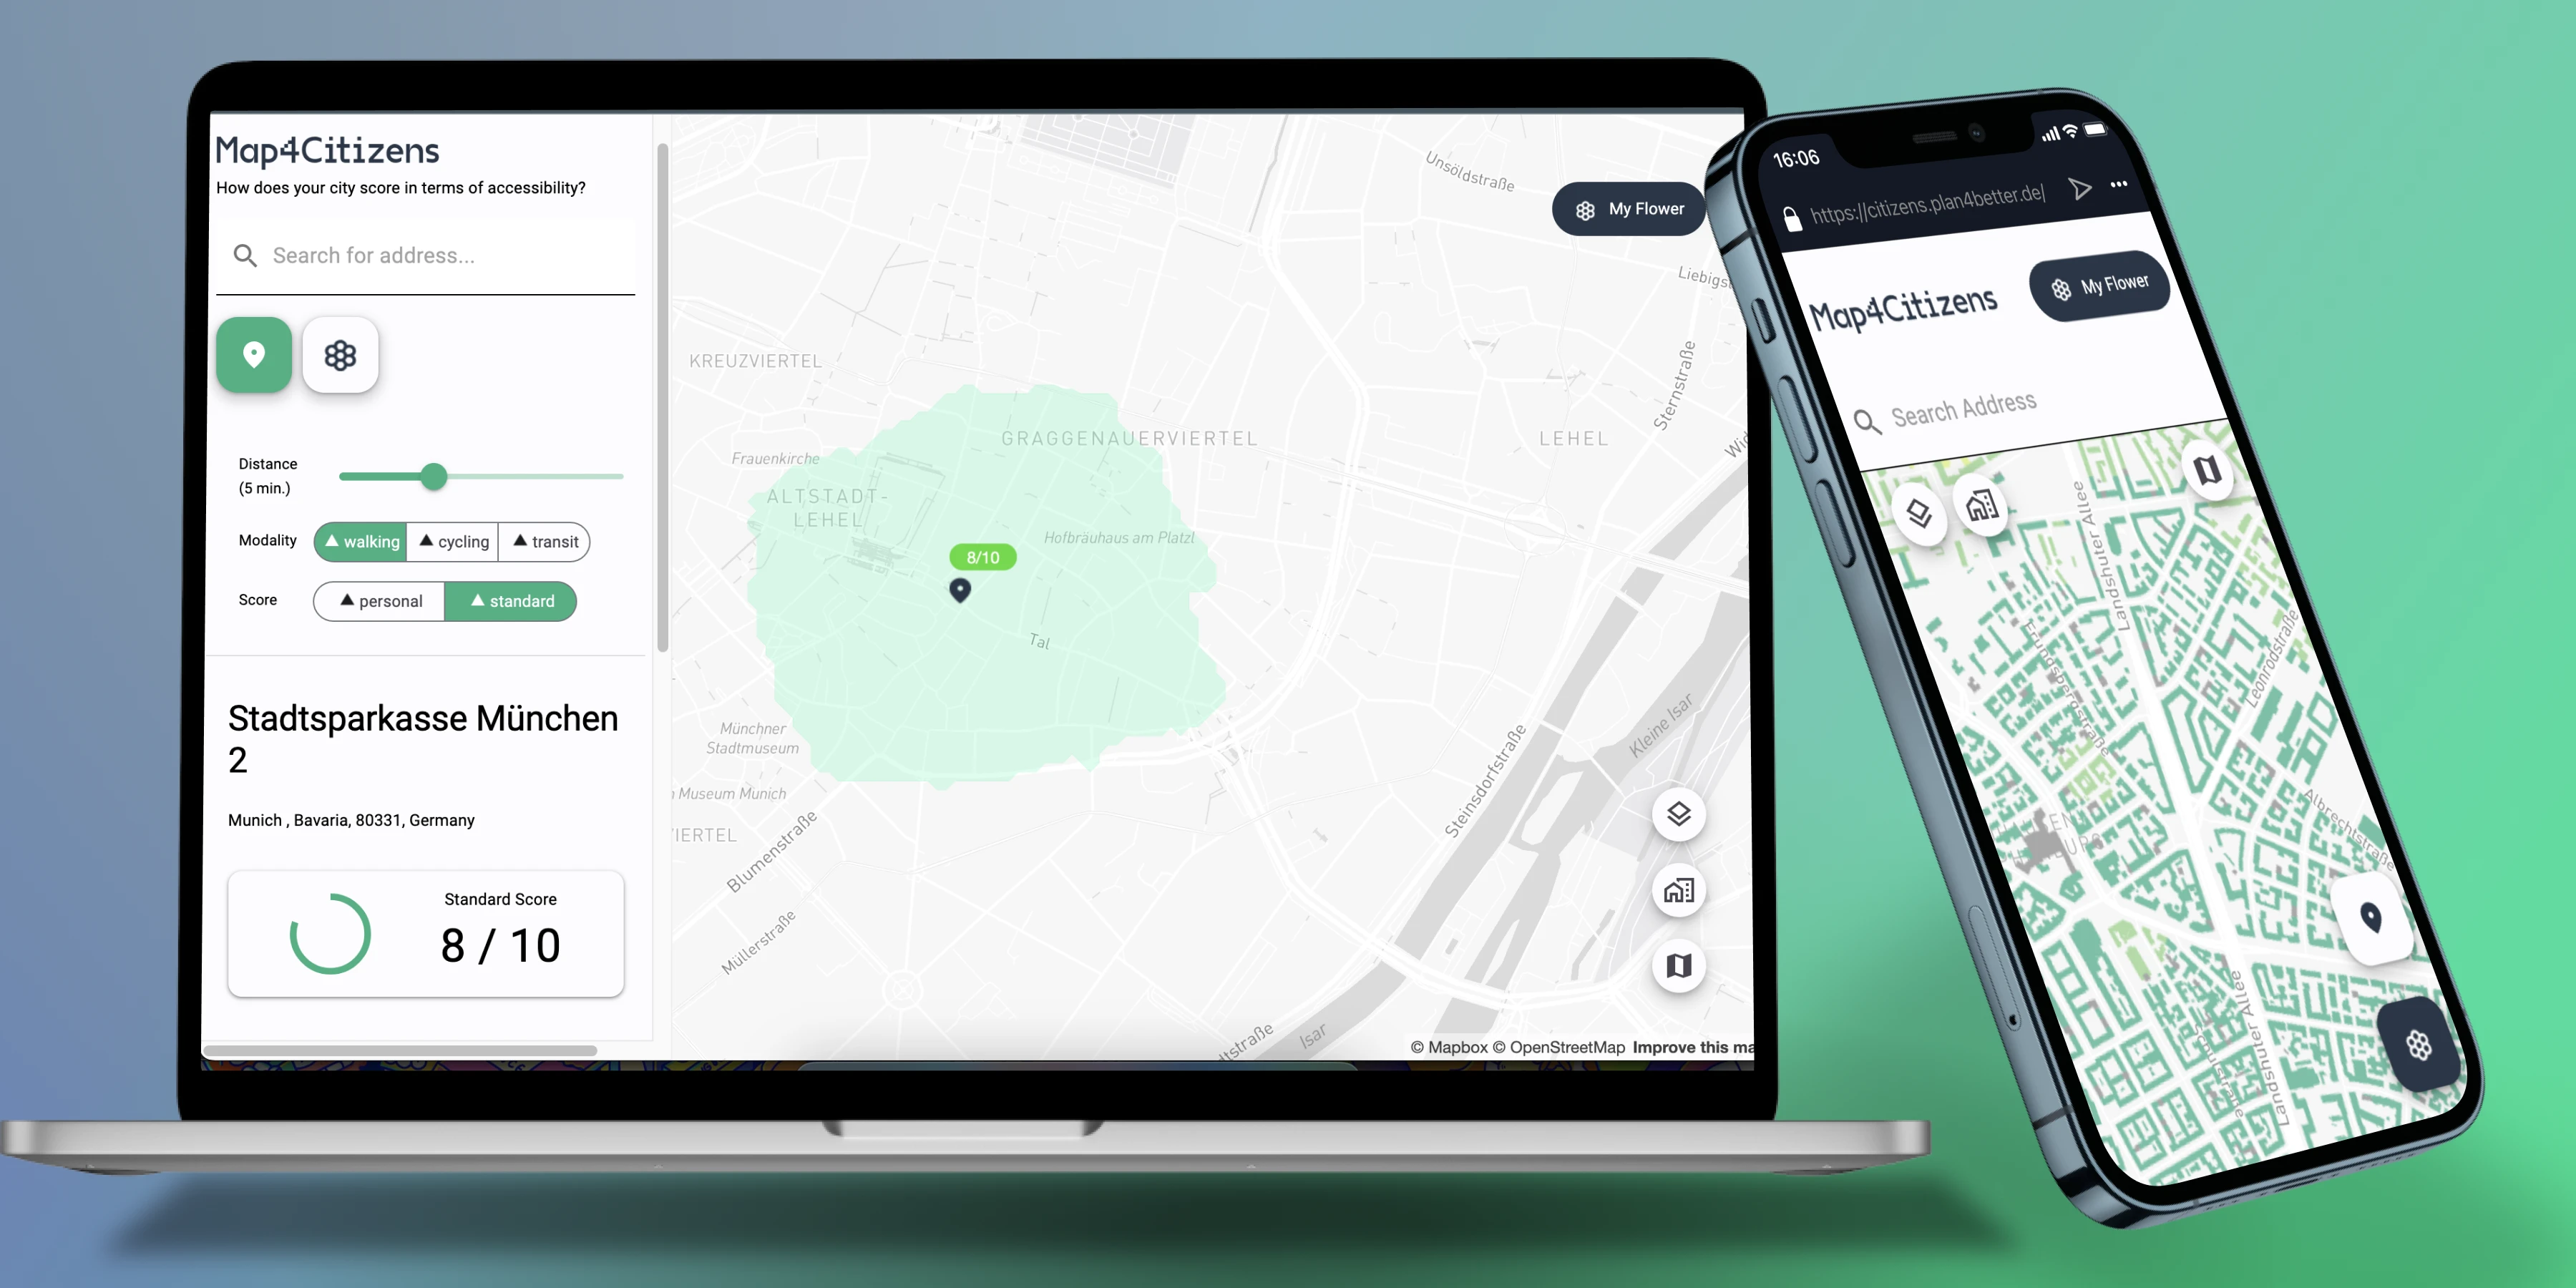 Map4Citizens
How does your city score in terms of accessibility?
Search for address...
Distance
(5 min.)
Modality
walking
cycling
transit
Score
personal
standard
Stadtsparkasse München
2
Munich , Bavaria, 80331, Germany
Standard Score
8 / 10
My Flower
Unsöldstraße
Liebigs
KREUZVIERTEL
GRAGGENAUERVIERTEL
LEHEL
Sternstraße
Wid
Frauenkirche
ALTSTADT-
LEHEL
Hofbräuhaus am Platzl
8/10
Tal
Münchner
Stadtmuseum
Museum Munich
IERTEL
Blumenstraße
Müllerstraße
Steinsdorfstraße
Kleine Isar
Isar
tstraße
© Mapbox © OpenStreetMap Improve this ma
16:06
https://citizens.plan4better.de/
Map4Citizens
My Flower
Search Address
Landshuter Allee
Frundsbergstraße
Leonrodstraße
Albrechtstraße
Landshuter Allee